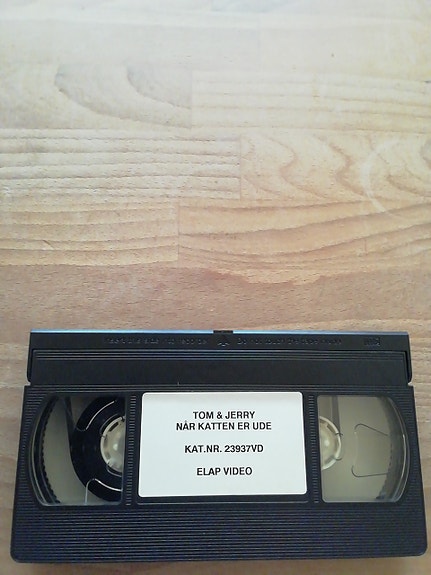 TOM & JERRY
NÅR KATTEN ER UDE
KAT.NR. 23937VD
ELAP VIDEO